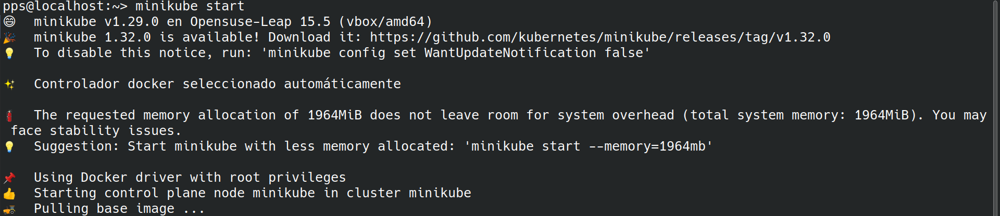 pps@localhost:~> minikube start
😄 minikube v1.29.0 en Opensuse-Leap 15.5 (vbox/amd64)
🎉 minikube 1.32.0 is available! Download it: https://github.com/kubernetes/minikube/releases/tag/v1.32.0
💡 To disable this notice, run: 'minikube config set WantUpdateNotification false'
✨ Controlador docker seleccionado automáticamente
🧯 The requested memory allocation of 1964MiB does not leave room for system overhead (total system memory: 1964MiB). You may
face stability issues.
💡 Suggestion: Start minikube with less memory allocated: 'minikube start --memory=1964mb'
📌 Using Docker driver with root privileges
👍 Starting control plane node minikube in cluster minikube
🚜 Pulling base image ...